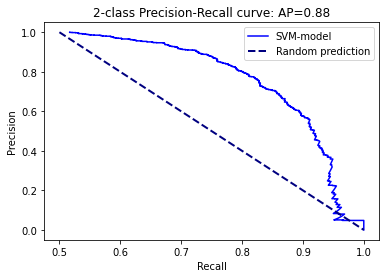 2-class Precision-Recall curve: AP=0.88
SVM-model
Random prediction
Precision
1.0
0.8
0.6
0.4
0.2
0.0
0.5 0.6 0.7 0.8 0.9 1.0
Recall